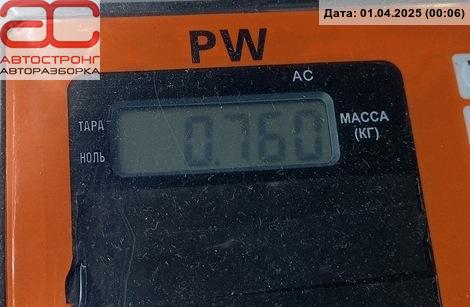 Дата: 01.04.2025 (00:06)
ac
АВТОСТРОНГ
АВТОРАЗБОРКА
PW
AC
ТАРА
НОЛЬ
0.760
МАССА
(КГ)